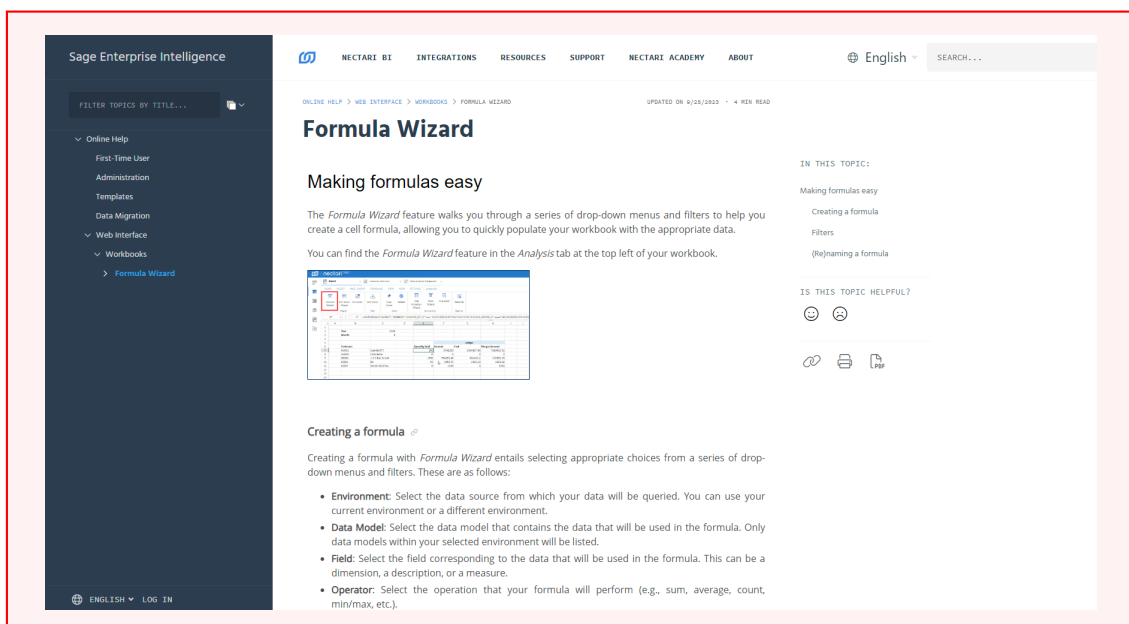 Sage Enterprise Intelligence
NECTARI BI INTEGRATIONS RESOURCES SUPPORT NECTARI ACADEMY ABOUT
English
SEARCH...
FILTER TOPICS BY TITLE...
Online Help
First-Time User
Administration
Templates
Data Migration
Web Interface
Workbooks
Formula Wizard
ENGLISH LOG IN
ONLINE HELP > WEB INTERFACE > WORKBOOKS > FORMULA WIZARD
UPDATED ON 9/25/2023 • 4 MIN READ
Formula Wizard
Making formulas easy
The Formula Wizard feature walks you through a series of drop-down menus and filters to help you
create a cell formula, allowing you to quickly populate your workbook with the appropriate data.
You can find the Formula Wizard feature in the Analysis tab at the top left of your workbook.
nectari
Creating a formula
Creating a formula with Formula Wizard entails selecting appropriate choices from a series of drop-
down menus and filters. These are as follows:
• Environment: Select the data source from which your data will be queried. You can use your
current environment or a different environment.
• Data Model: Select the data model that contains the data that will be used in the formula. Only
data models within your selected environment will be listed.
• Field: Select the field corresponding to the data that will be used in the formula. This can be a
dimension, a description, or a measure.
• Operator: Select the operation that your formula will perform (e.g., sum, average, count,
min/max, etc.).
IN THIS TOPIC:
Making formulas easy
Creating a formula
Filters
(Re)naming a formula
IS THIS TOPIC HELPFUL?
PDF